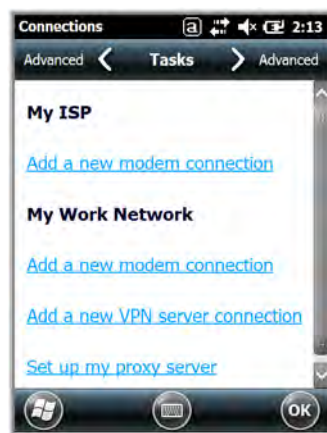 Connections a 2:13
Advanced Tasks Advanced
My ISP
Add a new modem connection
My Work Network
Add a new modem connection
Add a new VPN server connection
Set up my proxy server
OK